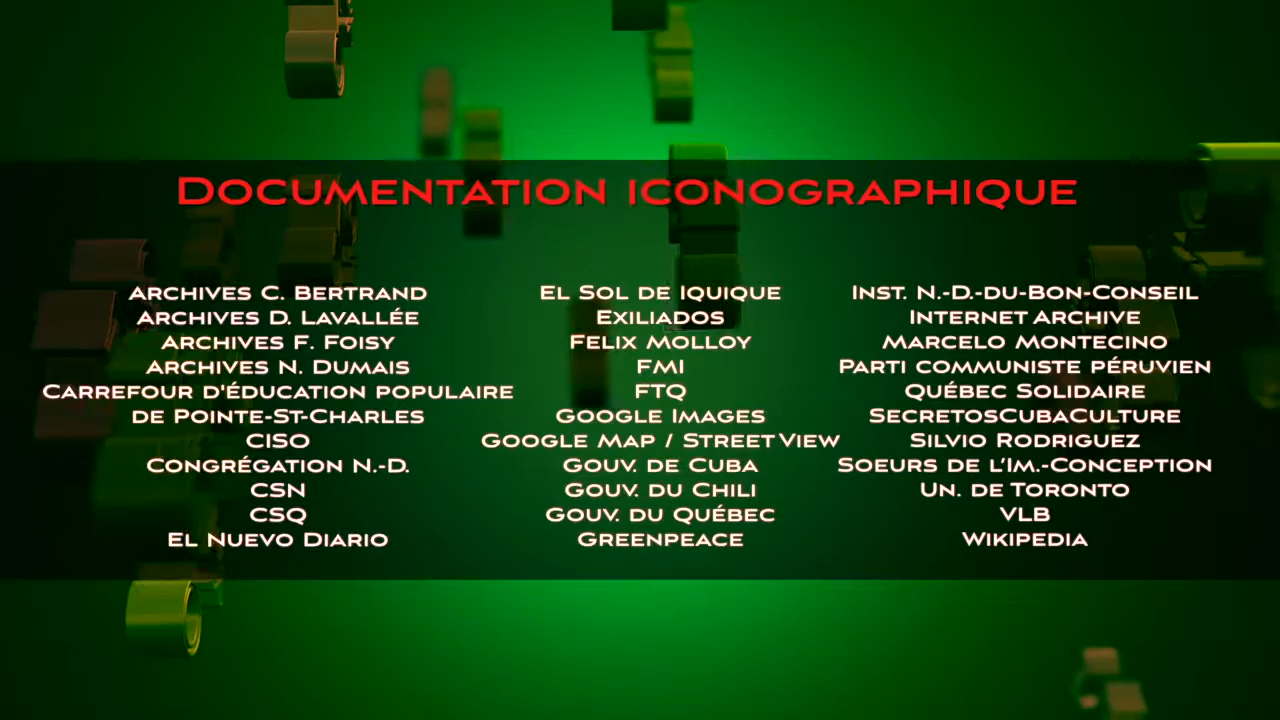 Documentation iconographique
archives C. Bertrand
archives D. Lavallée
archives F. Foisy
archives N. Dumais
Carrefour d'éducation populaire
de Pointe-St-Charles
CISO
Congrégation N.-D.
CSN
CSQ
El Nuevo Diario
El Sol de Iquique
Exiliados
Felix Molloy
FMI
FTQ
Google Images
Google Map / Street View
Gouv. de Cuba
Gouv. du Chili
Gouv. du Québec
Greenpeace
Inst. N.-D.-du-Bon-Conseil
Internet Archive
Marcelo Montecino
Parti communiste péruvien
Québec Solidaire
SecretosCubaCulture
Silvio Rodriguez
Soeurs de l'Im.-Conception
Un. de Toronto
VLB
Wikipedia